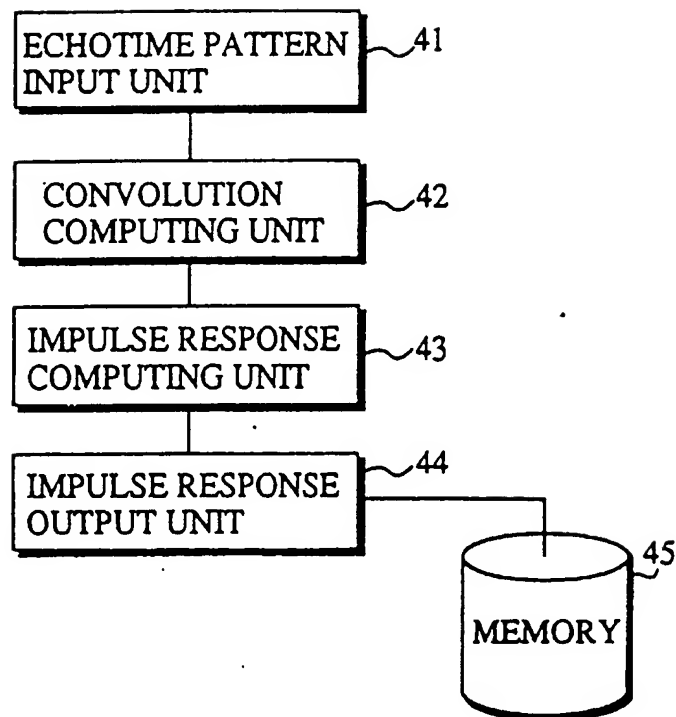 ECHOTIME PATTERN
INPUT UNIT
41
CONVOLUTION
COMPUTING UNIT
42
IMPULSE RESPONSE
COMPUTING UNIT
43
IMPULSE RESPONSE
OUTPUT UNIT
44
45
MEMORY